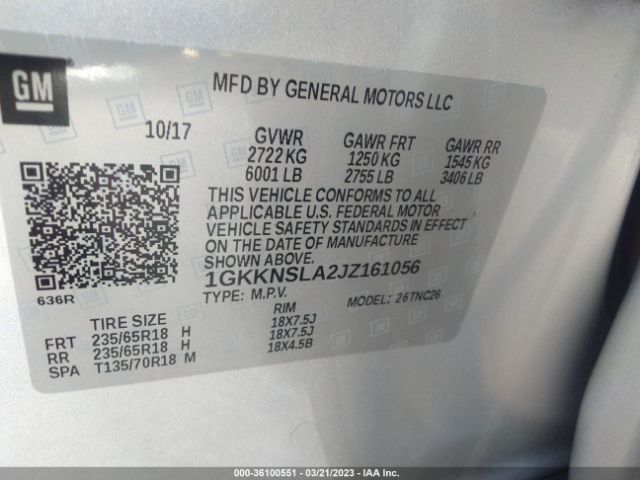 GM
MFD BY GENERAL MOTORS LLC
10/17 GVWR GAWR FRT GAWR RR
2722 KG 1250 KG 1545 KG
6001 LB 2755 LB 3406 LB
THIS VEHICLE CONFORMS TO ALL
APPLICABLE U.S. FEDERAL MOTOR
VEHICLE SAFETY STANDARDS IN EFFECT
ON THE DATE OF MANUFACTURE
SHOWN ABOVE.
1GKKNSLA2JZ161056
636R
TYPE: M.P.V. MODEL: 26TNC26
TIRE SIZE RIM
FRT 235/65R18 H 18X7.5J
RR 235/65R18 H 18X7.5J
SPA T135/70R18 M 18X4.5B
000-36100551 / 03/21/2023 / IAA Inc. (IAA)